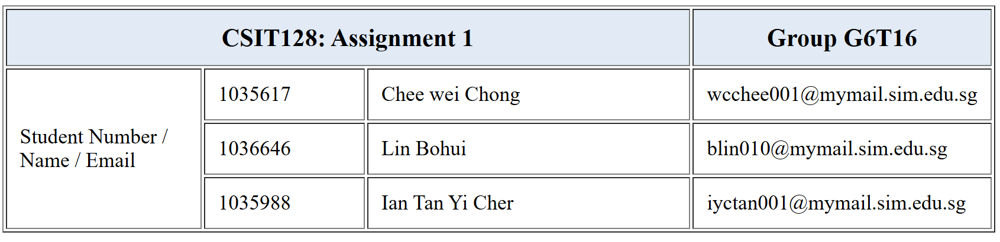 CSIT128: Assignment 1 Group G6T16
1035617 Chee wei Chong wcchee001@mymail.sim.edu.sg
Student Number /
Name / Email
1036646 Lin Bohui blin010@mymail.sim.edu.sg
1035988 Ian Tan Yi Cher iyctan001@mymail.sim.edu.sg